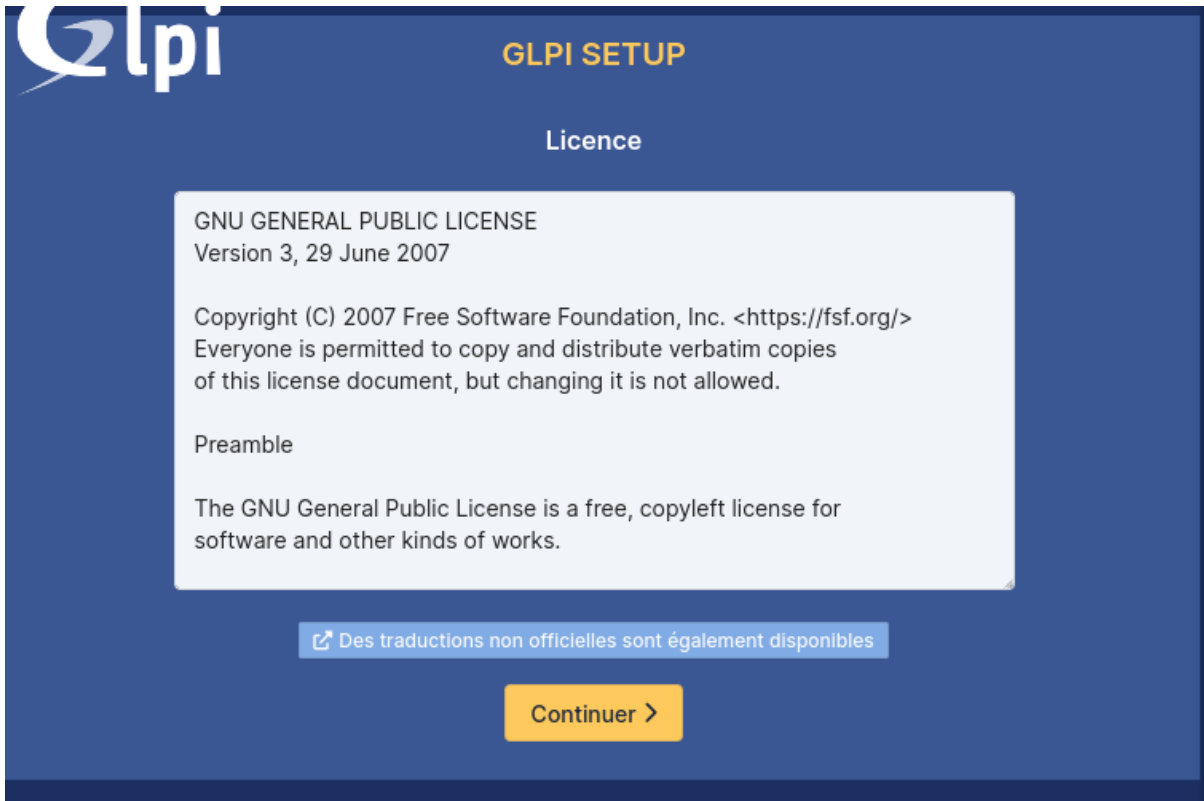 Glpi
GLPI SETUP
Licence
GNU GENERAL PUBLIC LICENSE
Version 3, 29 June 2007
Copyright (C) 2007 Free Software Foundation, Inc. <https://fsf.org/>
Everyone is permitted to copy and distribute verbatim copies
of this license document, but changing it is not allowed.
Preamble
The GNU General Public License is a free, copyleft license for
software and other kinds of works.
Des traductions non officielles sont également disponibles
Continuer